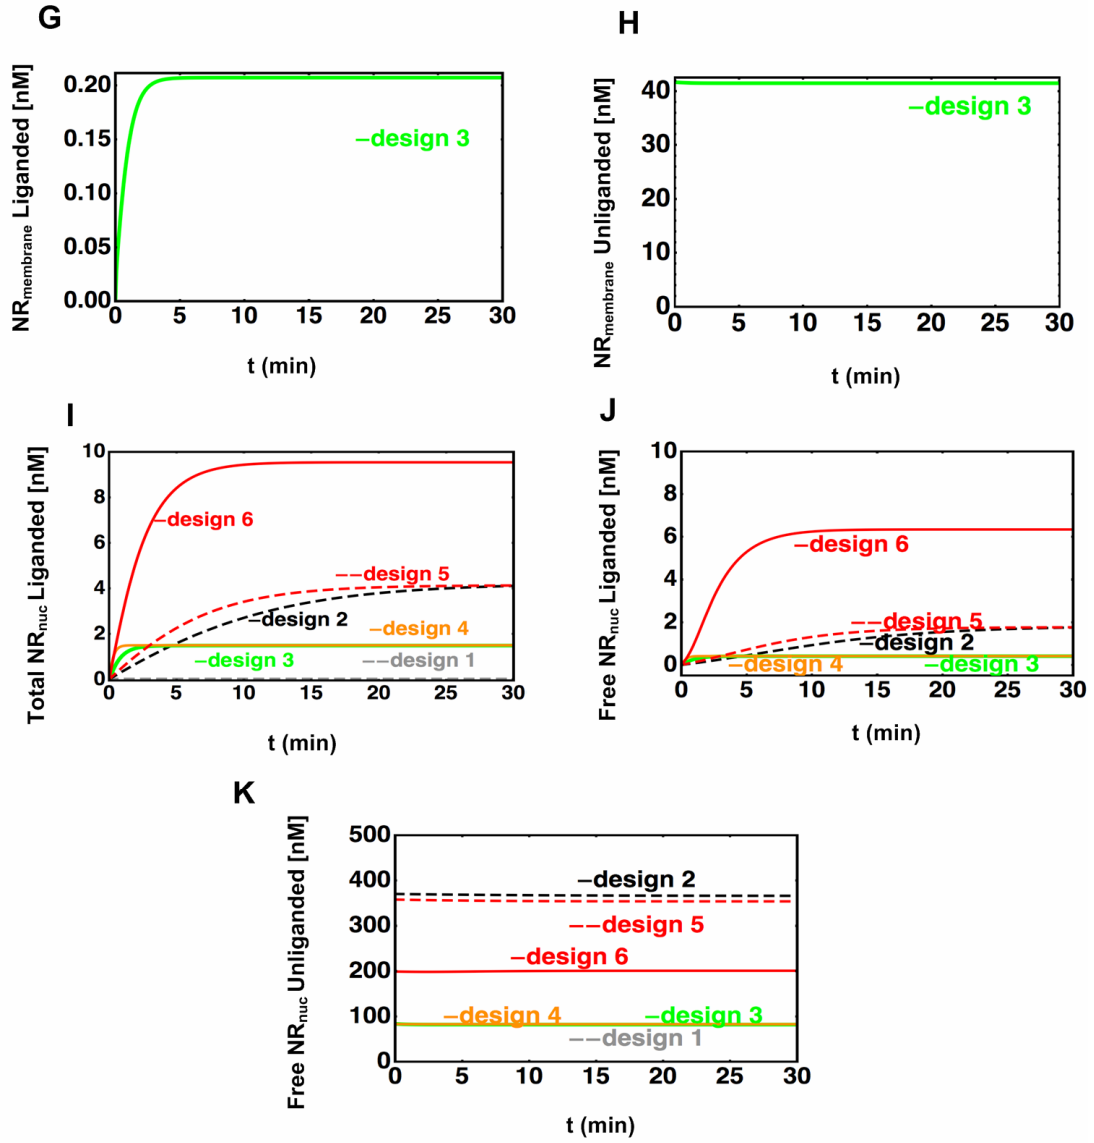 G
NRmembrane Liganded [nM]
0.20
0.15
0.10
0.05
0.00
–design 3
0 5 10 15 20 25 30
t (min)
H
NRmembrane Unliganded [nM]
40
30
20
10
0
–design 3
0 5 10 15 20 25 30
t (min)
I
Total NRnuc Liganded [nM]
10
8
6
4
2
0
–design 6
––design 5
–design 2
–design 4
–design 3
––design 1
0 5 10 15 20 25 30
t (min)
J
Free NRnuc Liganded [nM]
10
8
6
4
2
0
–design 6
––design 5
–design 2
–design 4
–design 3
0 5 10 15 20 25 30
t (min)
K
Free NRnuc Unliganded [nM]
500
400
300
200
100
0
–design 2
––design 5
–design 6
–design 4
–design 3
––design 1
0 5 10 15 20 25 30
t (min)